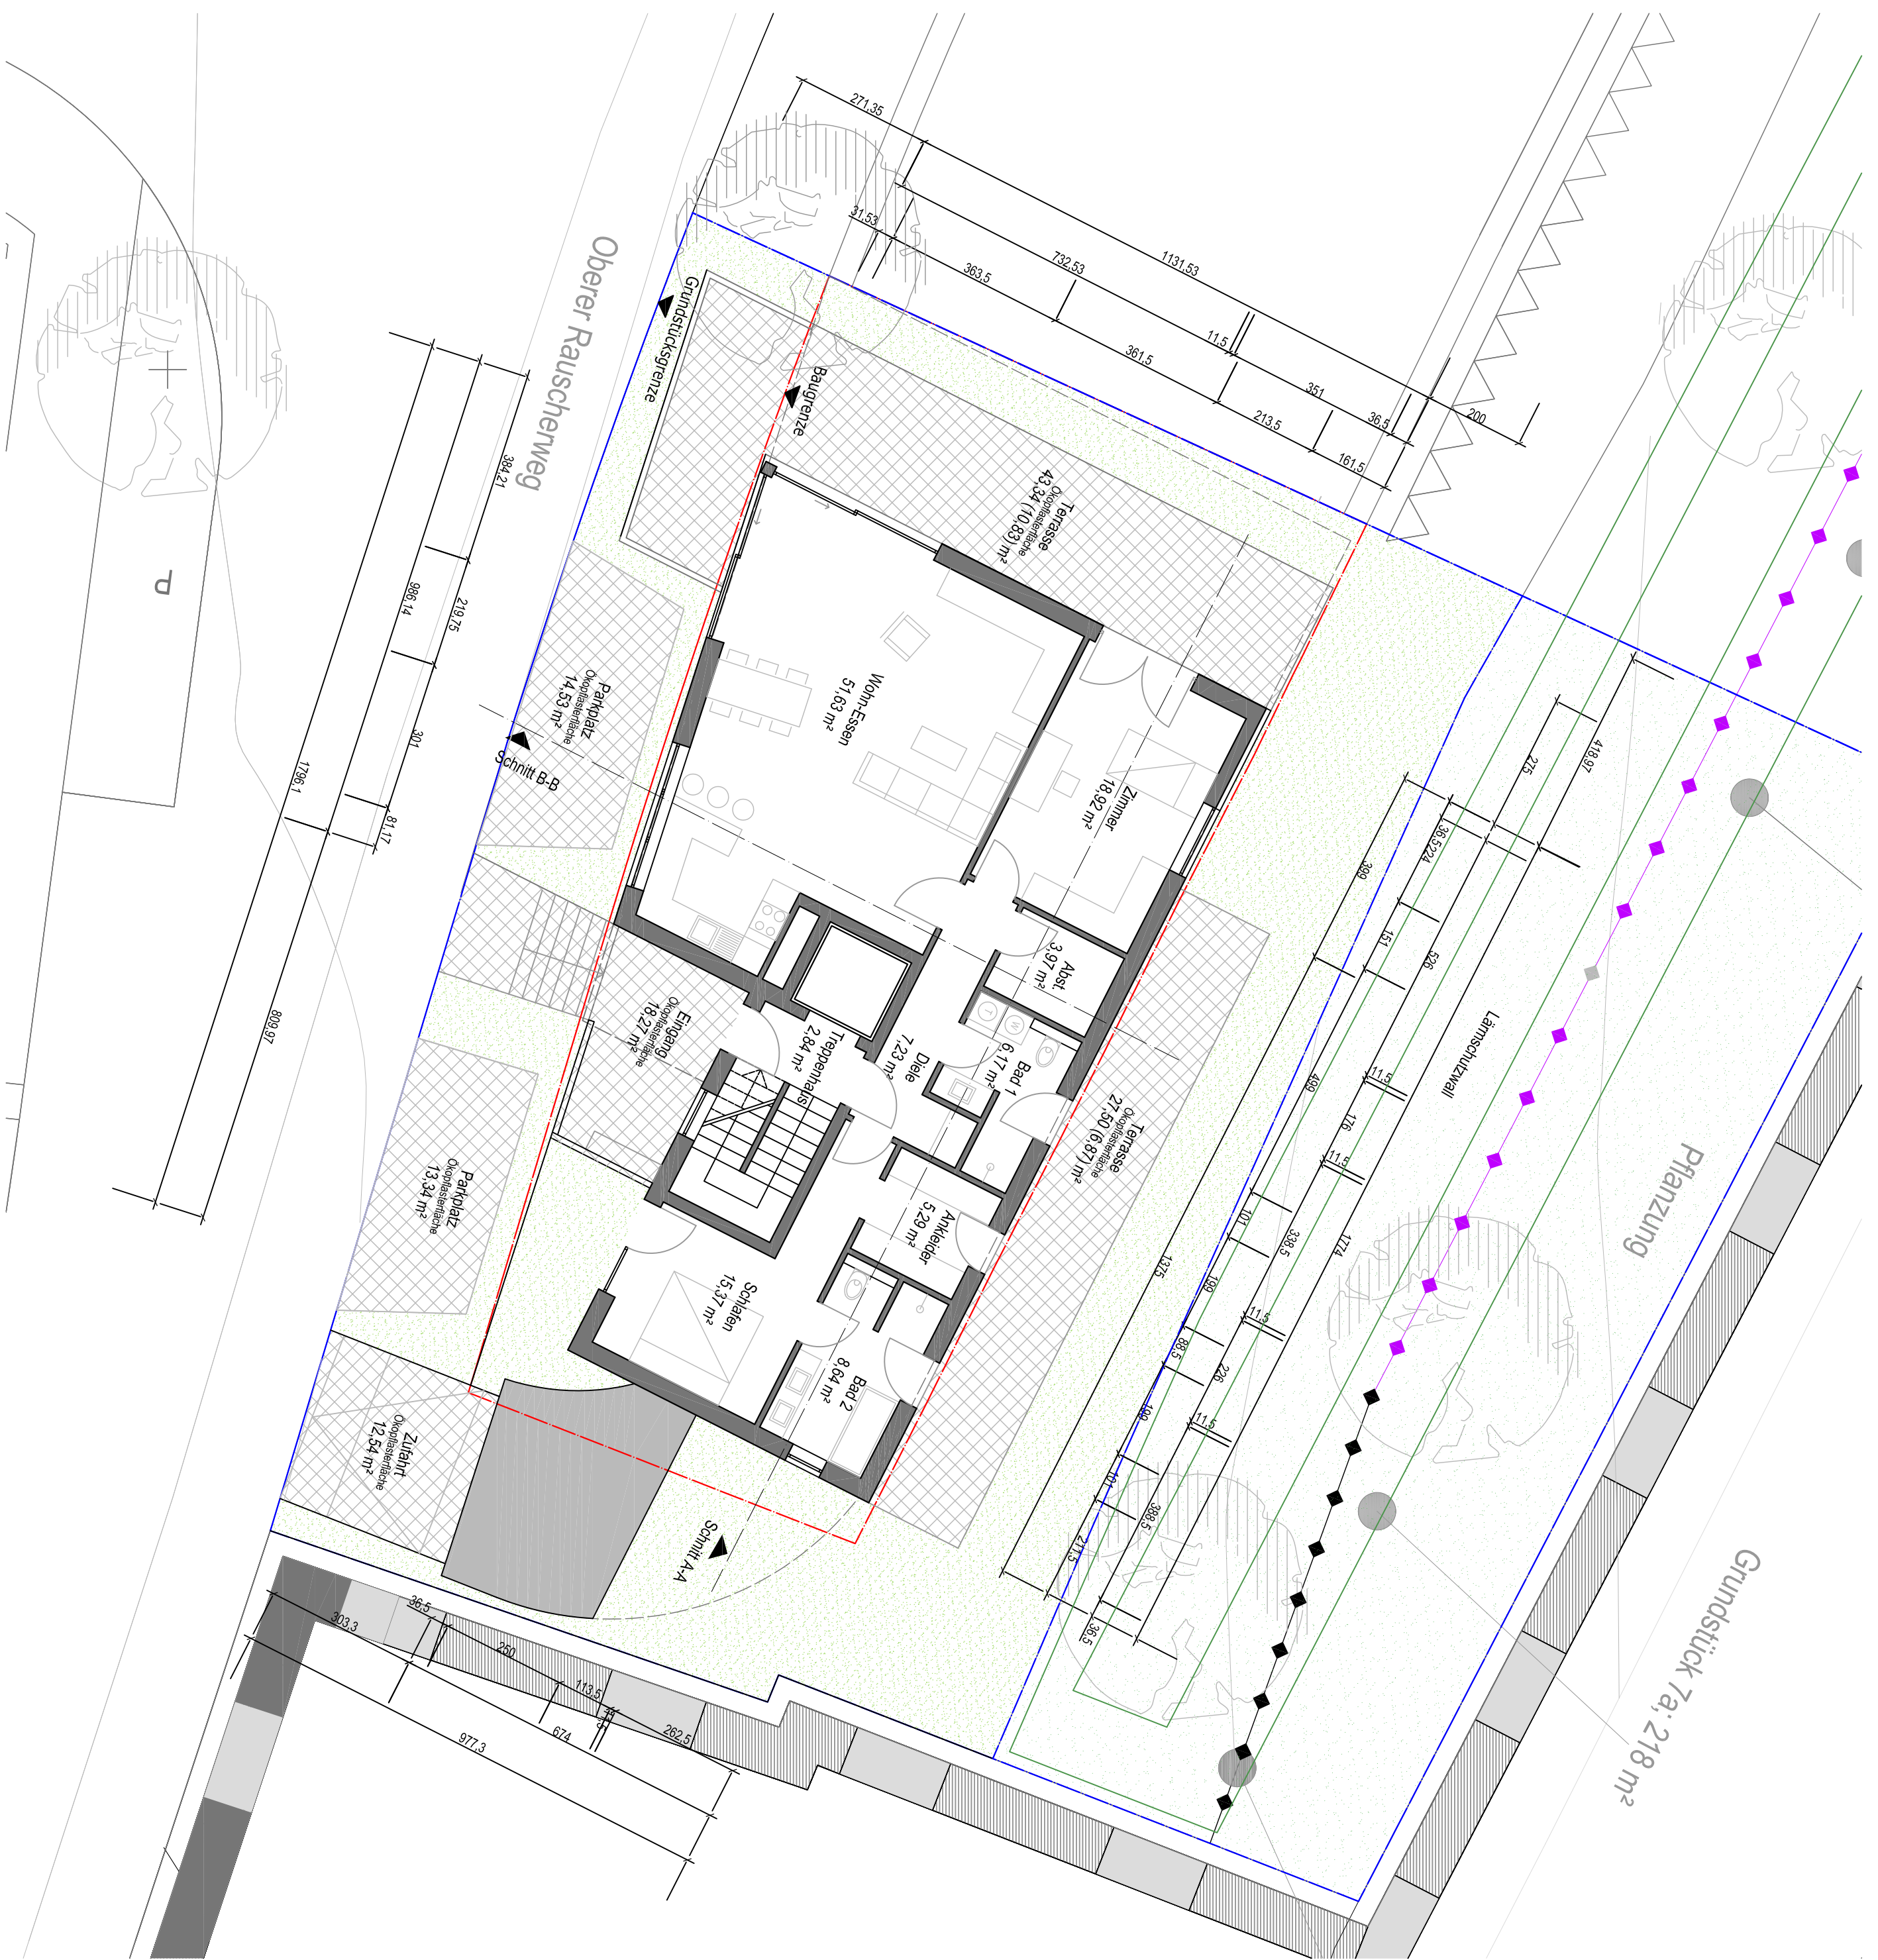 271,35
31,53
732,53
1131,53
363,5
361,5
11,5
351
36,5
200
213,5
161,5
Oberer Rauscherweg
Grundstücksgrenze
Baugrenze
P
384,21
986,14
219,75
301
1796,1
81,17
809,97
Terrasse
Ökopflasterfläche
43,34 (10,83) m²
Parkplatz
Ökopflasterfläche
14,53 m²
Schnitt B-B
Wohn-Essen
51,63 m²
Zimmer
18,92 m²
Abst.
3,97 m²
Eingang
Ökopflasterfläche
18,27 m²
Treppenhaus
2,84 m²
Diele
7,23 m²
Bad 1
6,17 m²
T
W
Terrasse
Ökopflasterfläche
27,50 (6,87) m²
Parkplatz
Ökopflasterfläche
13,34 m²
Ankleide
5,29 m²
Schlafen
15,37 m²
Bad 2
8,64 m²
Zufahrt
Ökopflasterfläche
12,54 m²
Schnitt A-A
418,97
275
36,5
224
399
151
526
499
11,5
176
11,5
101
338,5
1774
1375
199
11,5
88,5
226
199
11,5
101
388,5
211,5
36,5
Lärmschutzwall
Pflanzung
Grundstück 7a; 218 m²
36,5
303,3
250
113,5
674
262,5
977,3